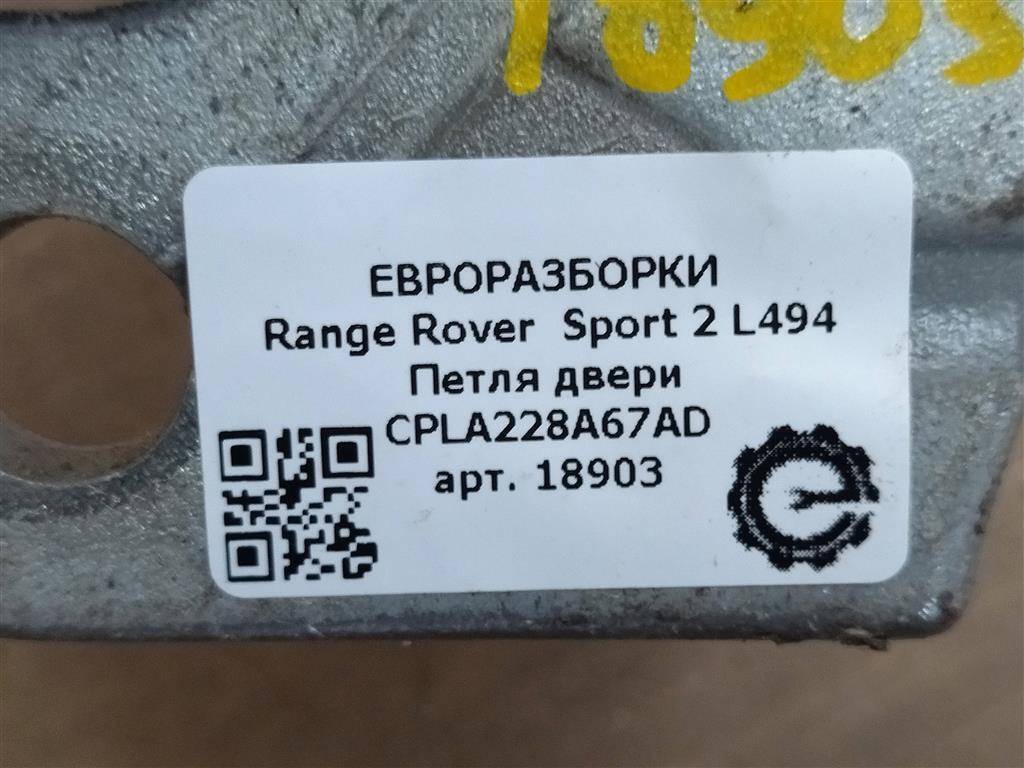 ЕВРОРАЗБОРКИ
Range Rover Sport 2 L494
Петля двери
CPLA228A67AD
арт. 18903